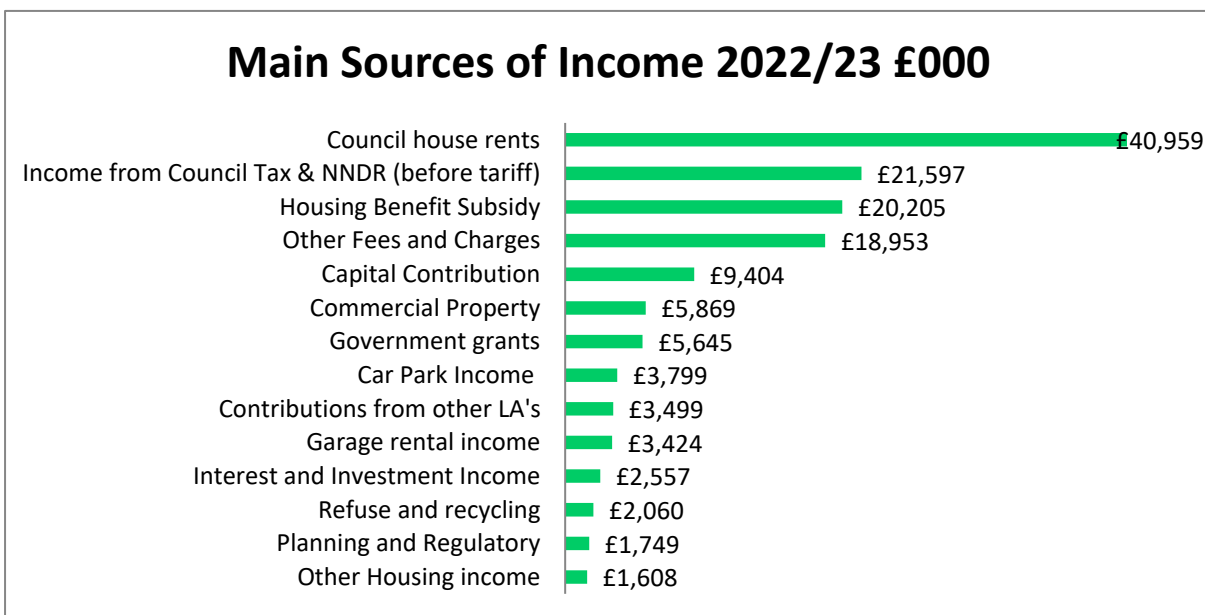 Main Sources of Income 2022/23 £000
Council house rents £40,959
Income from Council Tax & NNDR (before tariff) £21,597
Housing Benefit Subsidy £20,205
Other Fees and Charges £18,953
Capital Contribution £9,404
Commercial Property £5,869
Government grants £5,645
Car Park Income £3,799
Contributions from other LA's £3,499
Garage rental income £3,424
Interest and Investment Income £2,557
Refuse and recycling £2,060
Planning and Regulatory £1,749
Other Housing income £1,608